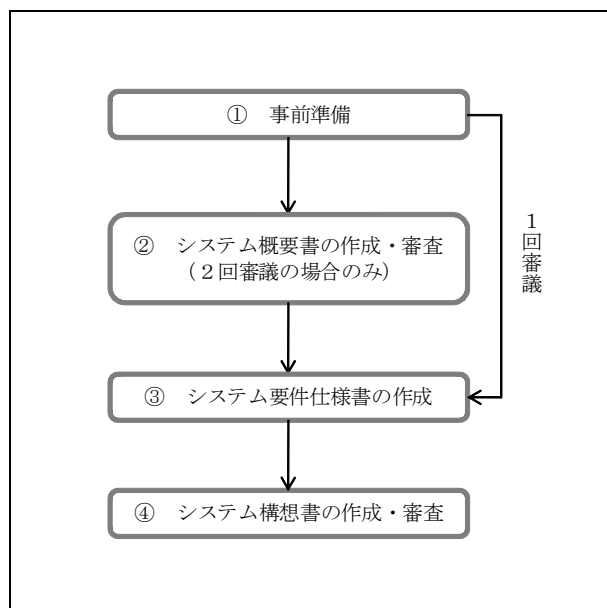 ① 事前準備
② システム概要書の作成・審査
（２回審議の場合のみ）
１回審議
③ システム要件仕様書の作成
④ システム構想書の作成・審査